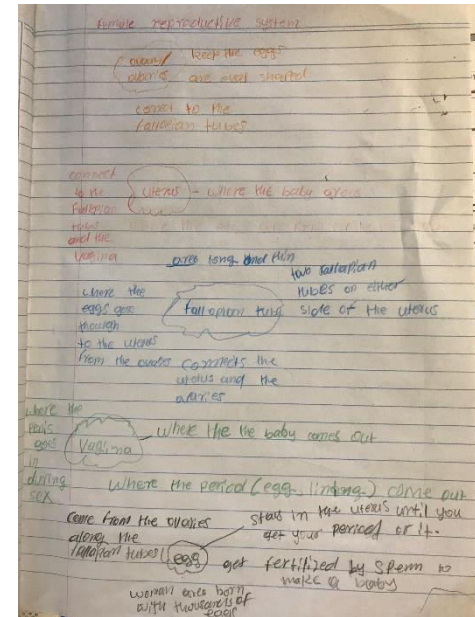 female reproductive system
ovary/ keep the eggs
ovaries are oval shaped
connect to the
fallopian tubes
connect
to the
Fallopian
tubes
and the
Vagina
uterus - where the baby grows
are long and thin
two fallopian
tubes on either
side of the uterus
where the
eggs goes
though
to the uterus
from the ovaries
fallopian tube
connects the
uterus and the
ovaries
where the
penis
goes
in
during
sex
Vagina
where the the baby comes out
where the period (egg, linding) come out
come from the ovaries
along the
fallopian tubes
egg
stays in the uterus until you
get your period or it.
get fertilized by sperm to
make a baby
woman are born
with thousands of
eggs